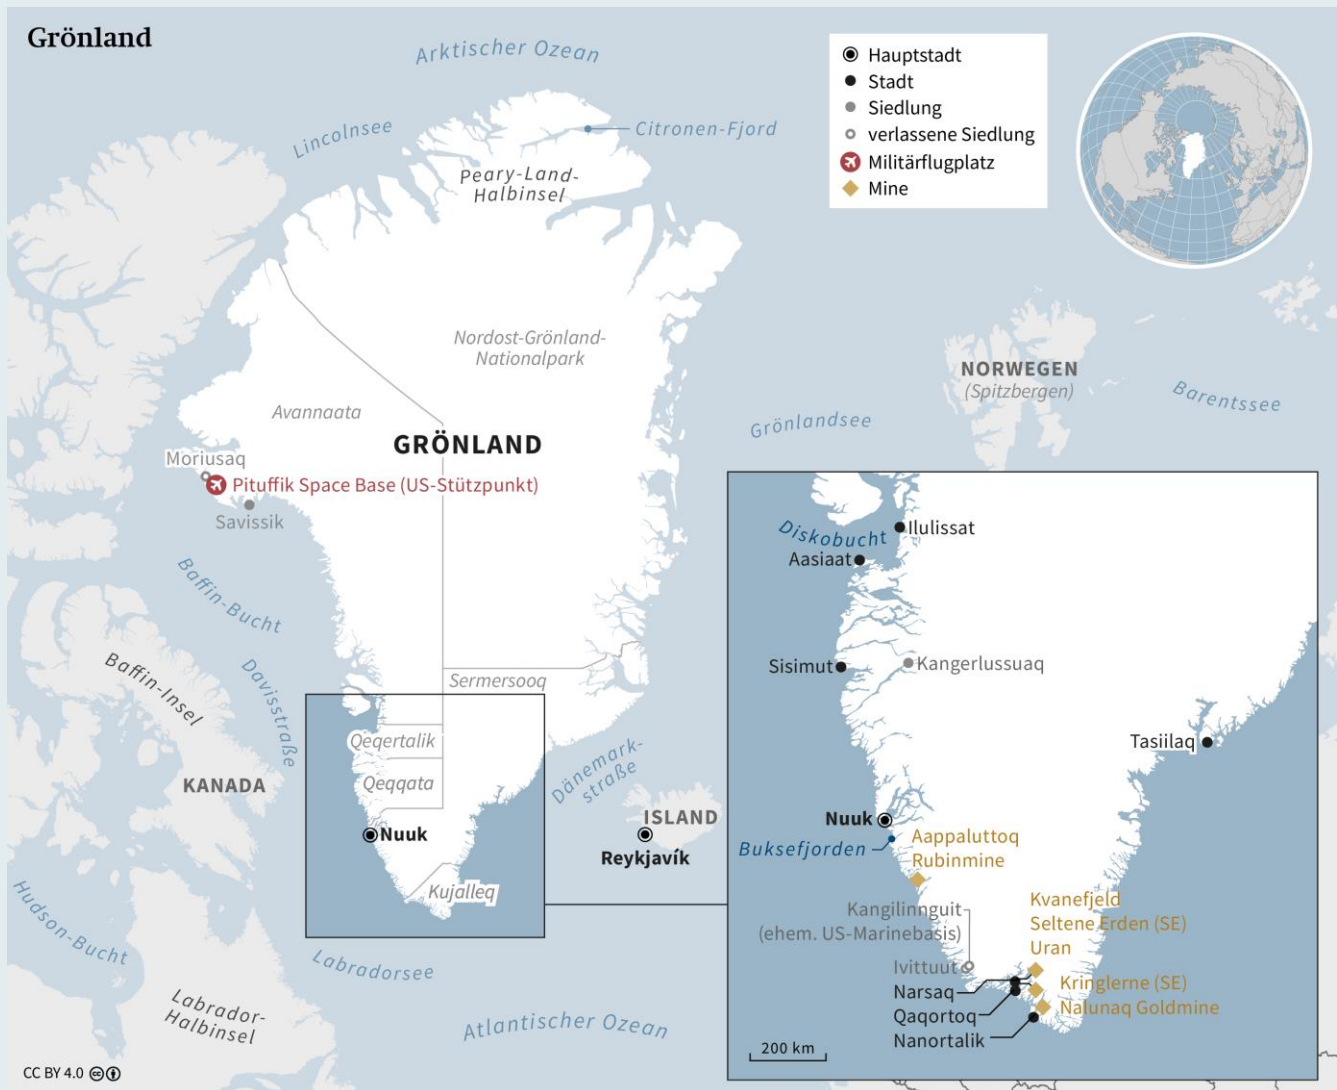 Grönland
Arktischer Ozean
Hauptstadt
Stadt
Siedlung
verlassene Siedlung
Militärflugplatz
Mine
Lincolnsee
Citronen-Fjord
Peary-Land-
Halbinsel
Nordost-Grönland-
Nationalpark
NORWEGEN
(Spitzbergen)
Barentssee
Avannaata
Grönlandsee
GRÖNLAND
Moriusaq
Pituffik Space Base (US-Stützpunkt)
Savissik
Baffin-Bucht
Baffin-Insel
Davisstraße
Sermersooq
Qeqertalik
Qeqqata
Dänemark-
straße
KANADA
ISLAND
Nuuk
Reykjavík
Kujalleq
Hudson-Bucht
Labradorsee
Labrador-
Halbinsel
Atlantischer Ozean
Diskobucht
Ilulissat
Aasiaat
Sisimut
Kangerlussuaq
Tasiilaq
Nuuk
Buksefjorden
Aappaluttoq
Rubinmine
Kangilinnguit
(ehem. US-Marinebasis)
Kvanefjeld
Seltene Erden (SE)
Uran
Ivittuut
Narsaq
Kringlerne (SE)
Qaqortoq
Nalunaq Goldmine
Nanortalik
200 km
CC BY 4.0